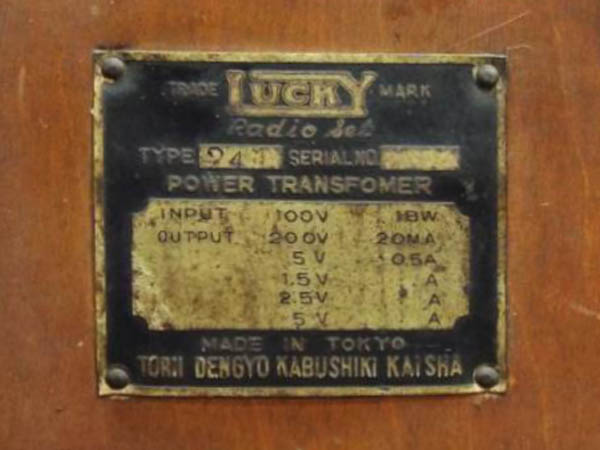 TRADE LUCKY MARK
Radio Set
TYPE 241 SERIAL NO.
POWER TRANSFOMER
INPUT 100V 18W
OUTPUT 200V 20MA
5V 0.5A
1.5V A
2.5V A
5V A
MADE IN TOKYO
TORII DENGYO KABUSHIKI KAISHA